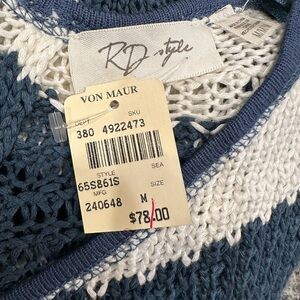 RD style
VON MAUR
DEPT SKU
380 4922473
STYLE SEA
65S861S
MFG SIZE
240648 M
$78.00